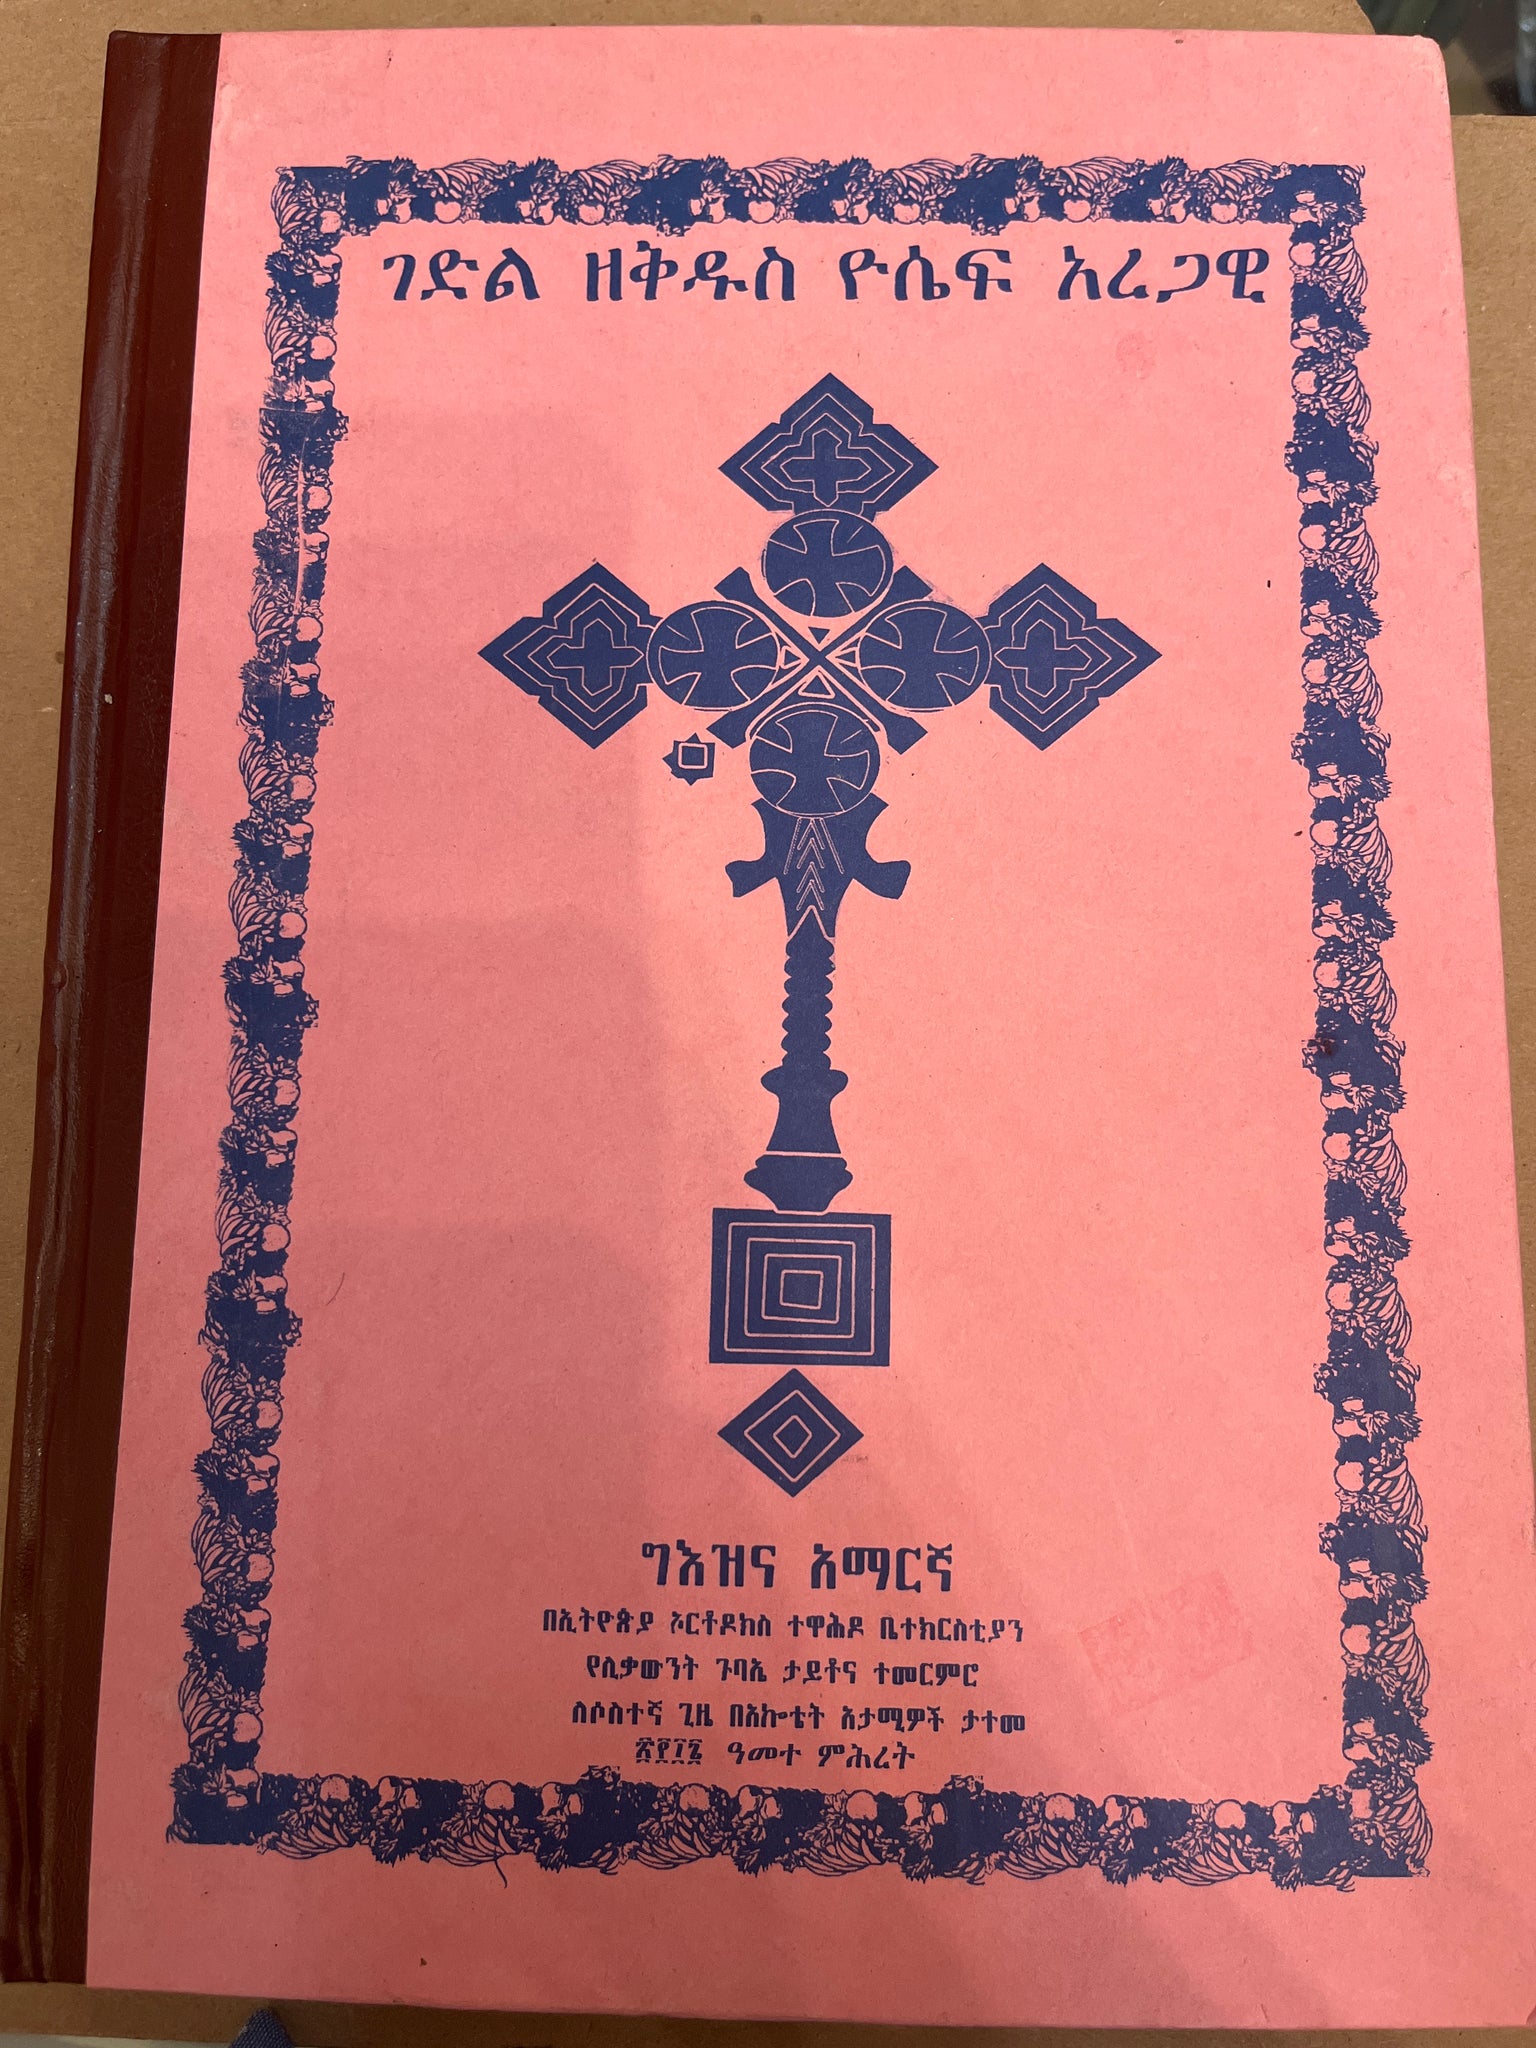 ገድል ዘቅዱስ ዮሴፍ አረጋዊ
ግእዝና አማርኛ
በኢትዮጵያ ኦርቶዶክስ ተዋሕዶ ቤተክርስቲያን
የሊቃውንት ጉባኤ ታይቶና ተመርምሮ
ለሶስተኛ ጊዜ በአኰቴት አታሚዎች ታተመ
፳፻፲፮ ዓመተ ምሕረት